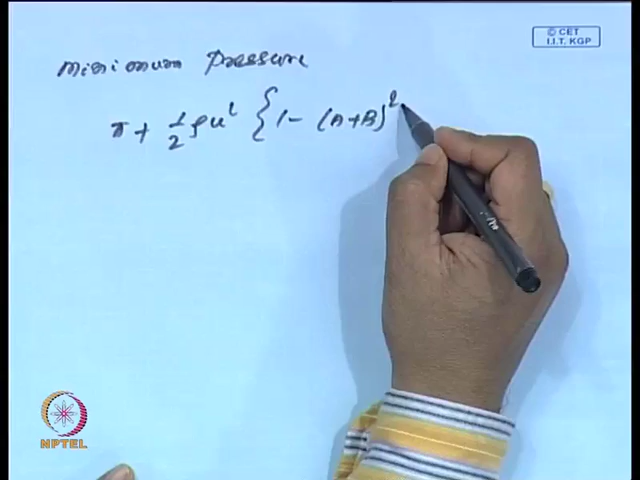 © CET
I.I.T. KGP
Minimum Pressure
π + 1/2 ρu² { 1 - (A+B)²
NPTEL